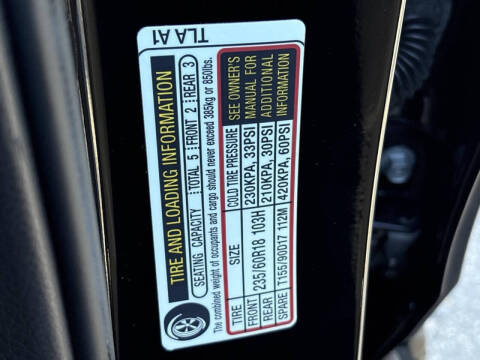 TLA A1
TIRE AND LOADING INFORMATION
SEATING CAPACITY TOTAL 5 FRONT 2 REAR 3
The combined weight of occupants and cargo should never exceed 385kg or 850lbs.
TIRE SIZE COLD TIRE PRESSURE SEE OWNER'S MANUAL FOR ADDITIONAL INFORMATION
FRONT 235/60R18 103H 230KPA, 33PSI
REAR 210KPA, 30PSI
SPARE T155/90D17 112M 420KPA, 60PSI